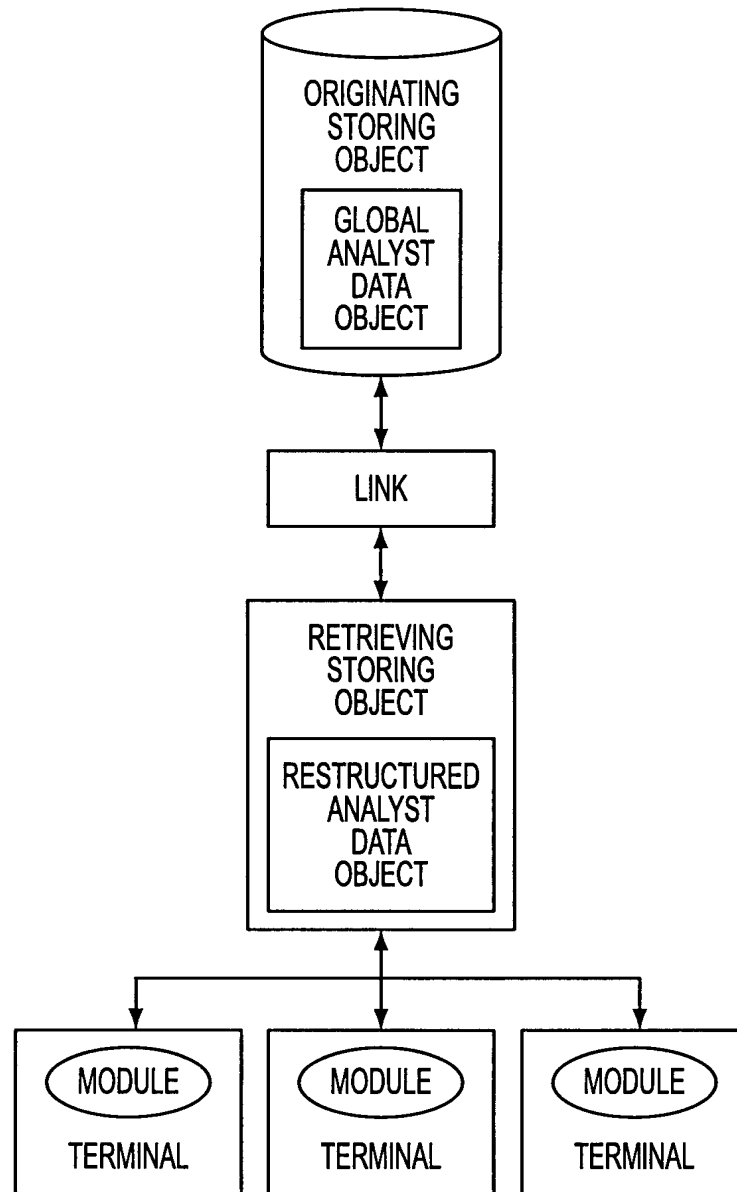 ORIGINATING
STORING
OBJECT
GLOBAL
ANALYST
DATA
OBJECT
LINK
RETRIEVING
STORING
OBJECT
RESTRUCTURED
ANALYST
DATA
OBJECT
MODULE
TERMINAL
MODULE
TERMINAL
MODULE
TERMINAL